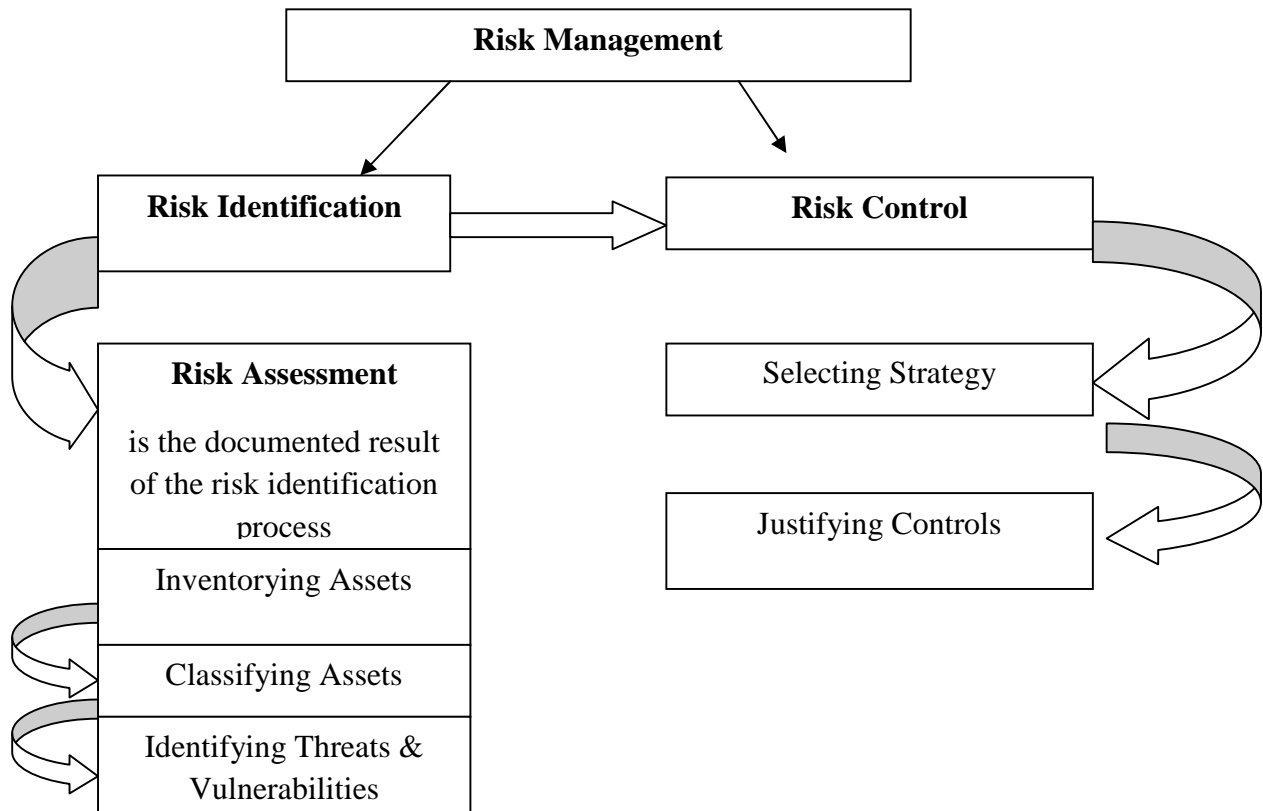 Risk Management
Risk Identification
Risk Control
Risk Assessment
is the documented result
of the risk identification
process
Inventorying Assets
Classifying Assets
Identifying Threats &
Vulnerabilities
Selecting Strategy
Justifying Controls